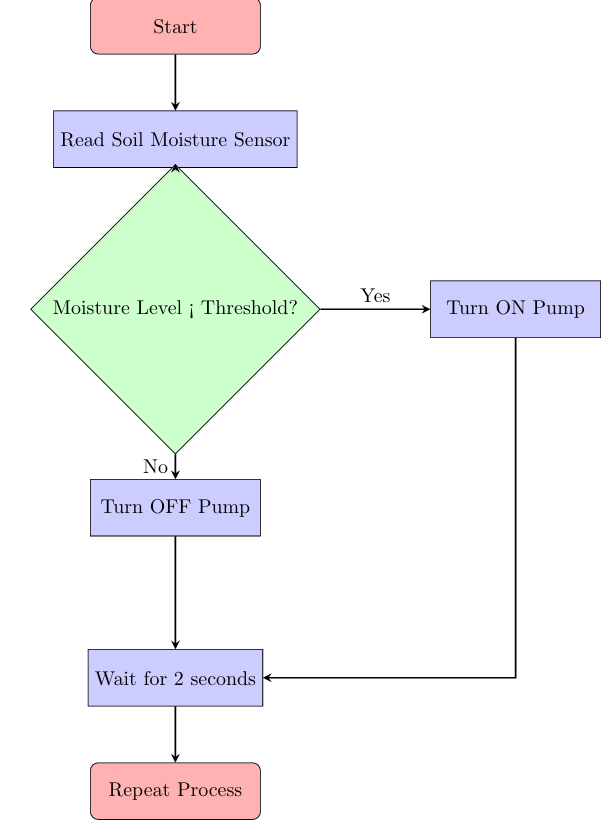 Start
Read Soil Moisture Sensor
Moisture Level ¡ Threshold?
Yes
Turn ON Pump
No
Turn OFF Pump
Wait for 2 seconds
Repeat Process